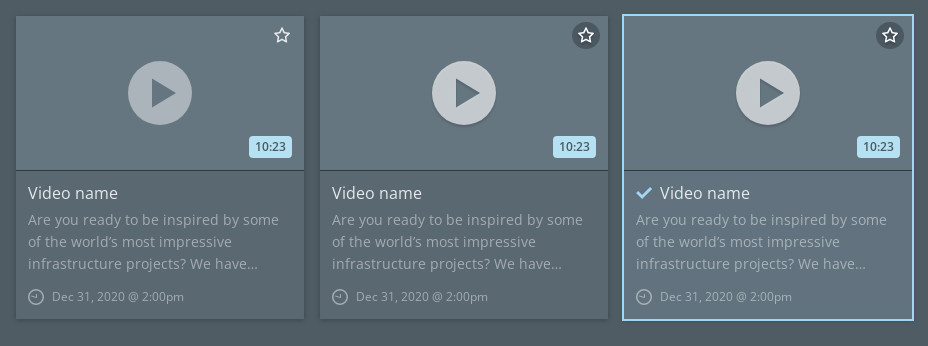 10:23
Video name
Are you ready to be inspired by some
of the world’s most impressive
infrastructure projects? We have...
Dec 31, 2020 @ 2:00pm
10:23
Video name
Are you ready to be inspired by some
of the world’s most impressive
infrastructure projects? We have...
Dec 31, 2020 @ 2:00pm
10:23
Video name
Are you ready to be inspired by some
of the world’s most impressive
infrastructure projects? We have...
Dec 31, 2020 @ 2:00pm